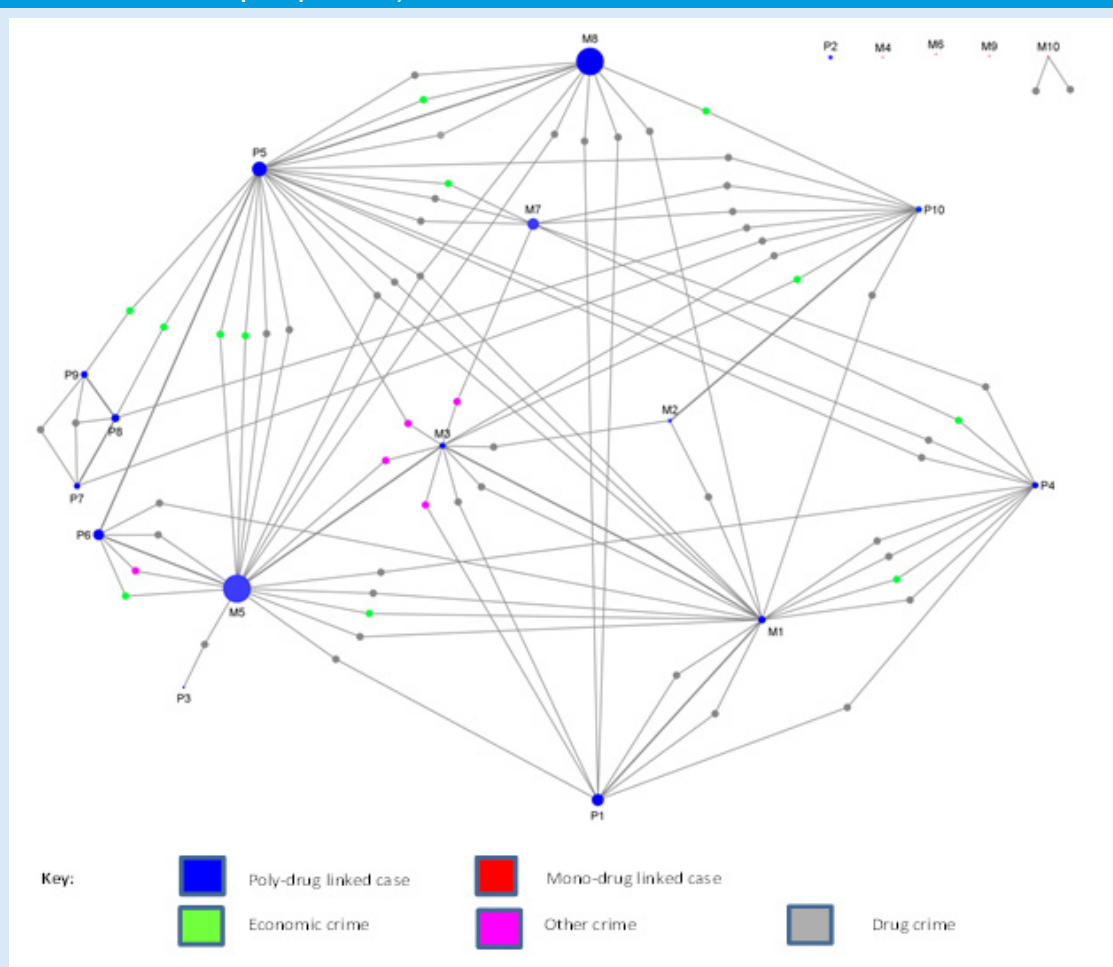 M8
P2
M4
M6
M9
M10
P5
M7
P10
P9
P8
M2
M3
P7
P4
P6
M5
M1
P3
P1
Key:
Poly-drug linked case
Mono-drug linked case
Economic crime
Other crime
Drug crime